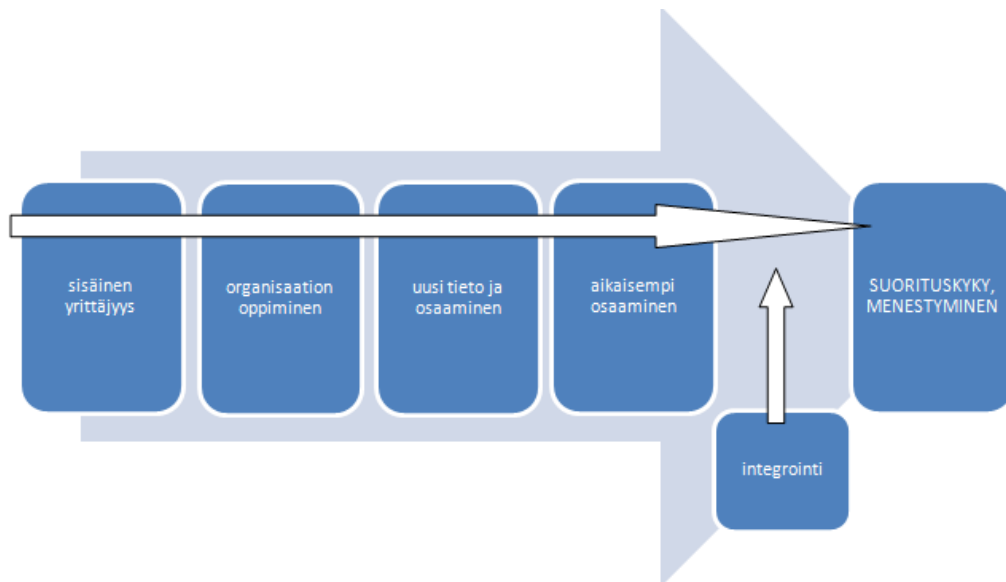 sisäinen
yrittäjyys
organisaation
oppiminen
uusi tieto ja
osaaminen
aikaisempi
osaaminen
SUORITUSKYKY,
MENESTYMINEN
integrointi